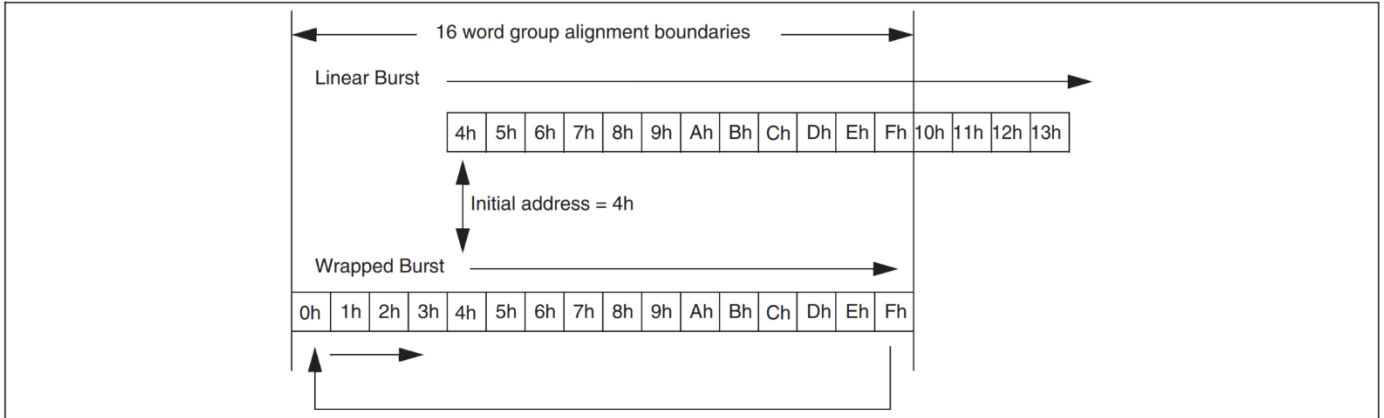 16 word group alignment boundaries
Linear Burst
4h 5h 6h 7h 8h 9h Ah Bh Ch Dh Eh Fh 10h 11h 12h 13h
Initial address = 4h
Wrapped Burst
0h 1h 2h 3h 4h 5h 6h 7h 8h 9h Ah Bh Ch Dh Eh Fh